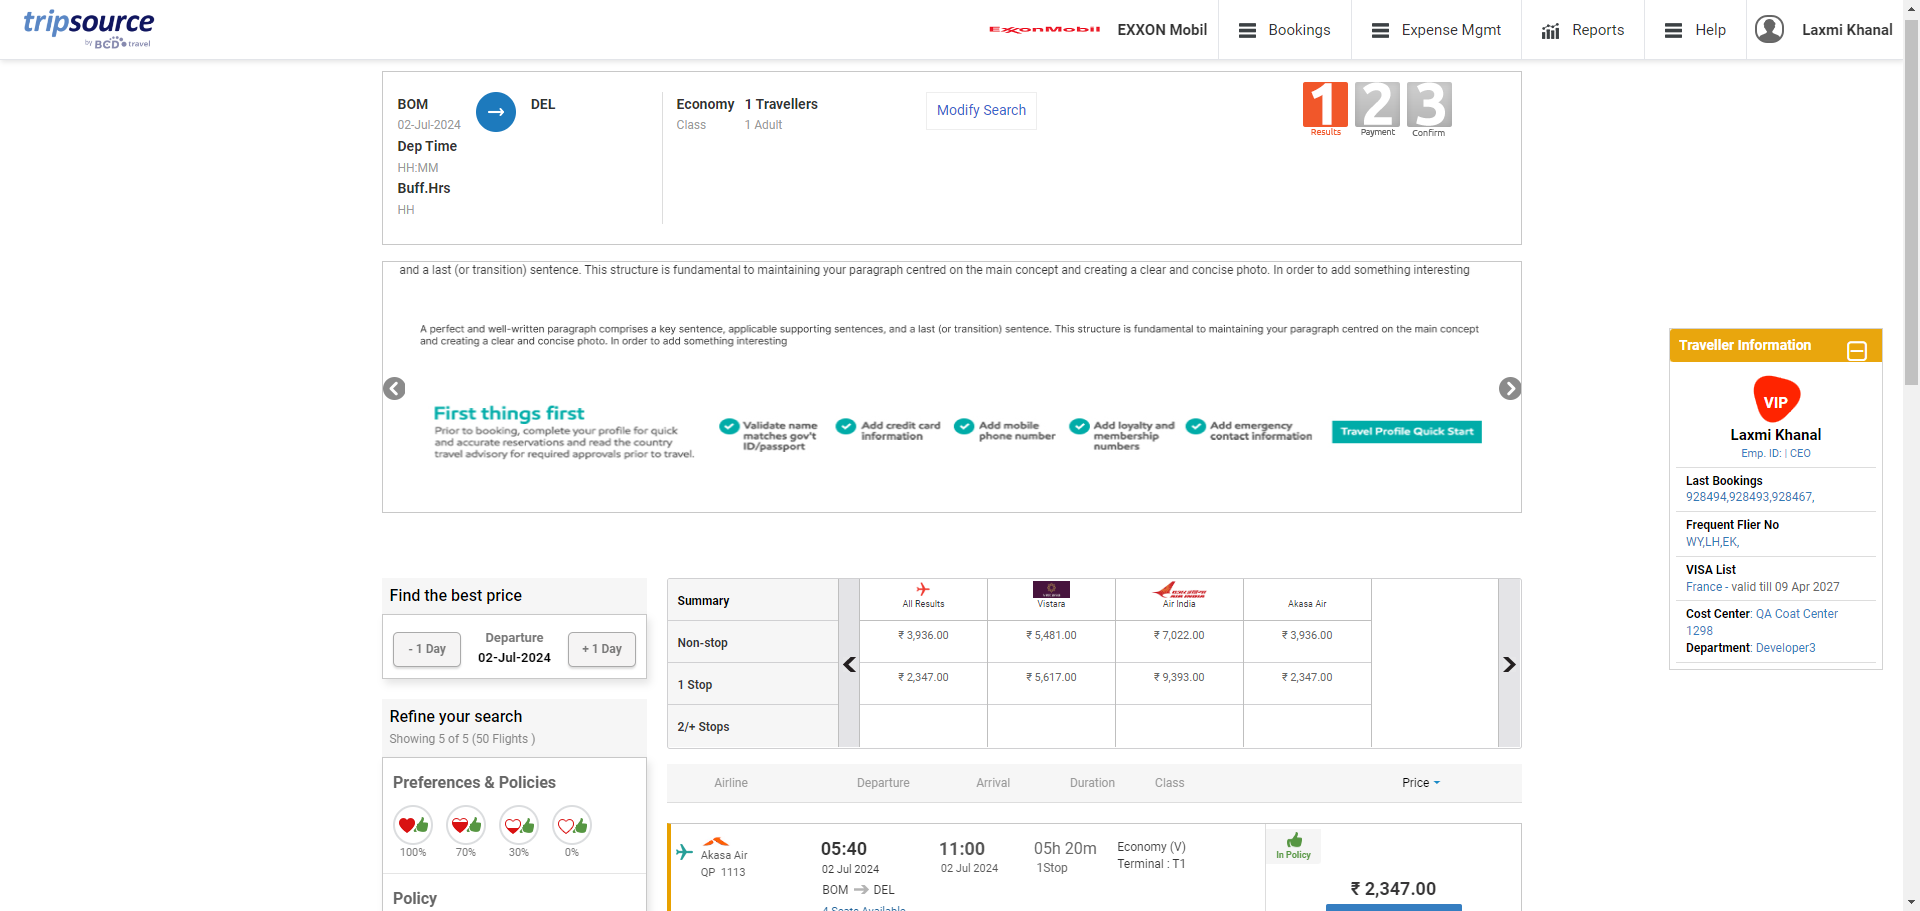 tripsource
by BCD travel
ExxonMobil EXXON Mobil Bookings Expense Mgmt Reports Help Laxmi Khanal
BOM DEL
02-Jul-2024
Dep Time
HH:MM
Buff.Hrs
HH
Economy 1 Travellers
Class 1 Adult
Modify Search
1 2 3
Results Payment Confirm
and a last (or transition) sentence. This structure is fundamental to maintaining your paragraph centred on the main concept and creating a clear and concise photo. In order to add something interesting
A perfect and well-written paragraph comprises a key sentence, applicable supporting sentences, and a last (or transition) sentence. This structure is fundamental to maintaining your paragraph centred on the main concept
and creating a clear and concise photo. In order to add something interesting
First things first
Prior to booking, complete your profile for quick
and accurate reservations and read the country
travel advisory for required approvals prior to travel.
Validate name
matches gov't
ID/passport
Add credit card
information
Add mobile
phone number
Add loyalty and
membership
numbers
Add emergency
contact information
Travel Profile Quick Start
Traveller Information
VIP
Laxmi Khanal
Emp. ID: | CEO
Last Bookings
928494,928493,928467,
Frequent Flier No
WY,LH,EK,
VISA List
France - valid till 09 Apr 2027
Cost Center: QA Coat Center
1298
Department: Developer3
Find the best price
- 1 Day
Departure
02-Jul-2024
+ 1 Day
Refine your search
Showing 5 of 5 (50 Flights )
Preferences & Policies
100% 70% 30% 0%
Policy
Summary All Results Vistara Air India Akasa Air
Non-stop ₹ 3,936.00 ₹ 5,481.00 ₹ 7,022.00 ₹ 3,936.00
1 Stop ₹ 2,347.00 ₹ 5,617.00 ₹ 9,393.00 ₹ 2,347.00
2/+ Stops
Airline Departure Arrival Duration Class Price
Akasa Air
QP 1113
05:40
02 Jul 2024
BOM DEL
4 Seats Available
11:00
02 Jul 2024
05h 20m
1Stop
Economy (V)
Terminal : T1
In Policy
₹ 2,347.00